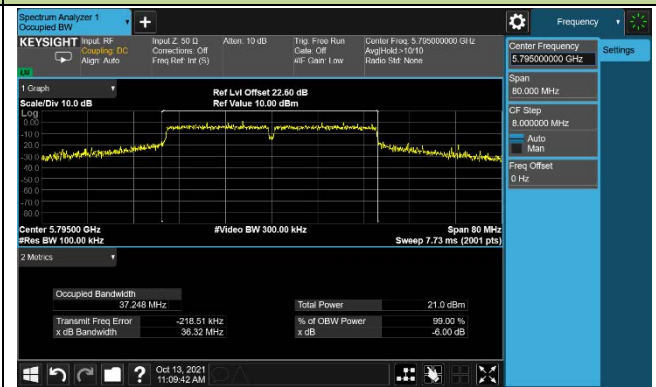 Spectrum Analyzer 1
Occupied BW
+
Frequency
KEYSIGHT
Input: RF
Coupling: DC
Align: Auto
Input Z: 50 Ω
Corrections: Off
Freq Ref: Int (S)
Atten: 10 dB
Trig: Free Run
Gate: Off
#IF Gain: Low
Center Freq: 5.795000000 GHz
Avg|Hold:>10/10
Radio Std: None
Center Frequency
5.795000000 GHz
Settings
Span
80.000 MHz
CF Step
8.000000 MHz
Auto
Man
Freq Offset
0 Hz
1 Graph
Scale/Div 10.0 dB
Ref Lvl Offset 22.60 dB
Ref Value 10.00 dBm
Log
0.00
-10.0
-20.0
-30.0
-40.0
-50.0
-60.0
-70.0
-80.0
Center 5.79500 GHz
#Video BW 300.00 kHz
Span 80 MHz
#Res BW 100.00 kHz
Sweep 7.73 ms (2001 pts)
2 Metrics
Occupied Bandwidth
37.248 MHz
Total Power
21.0 dBm
Transmit Freq Error
-218.51 kHz
% of OBW Power
99.00 %
x dB Bandwidth
36.32 MHz
x dB
-6.00 dB
?
Oct 13, 2021
11:09:42 AM